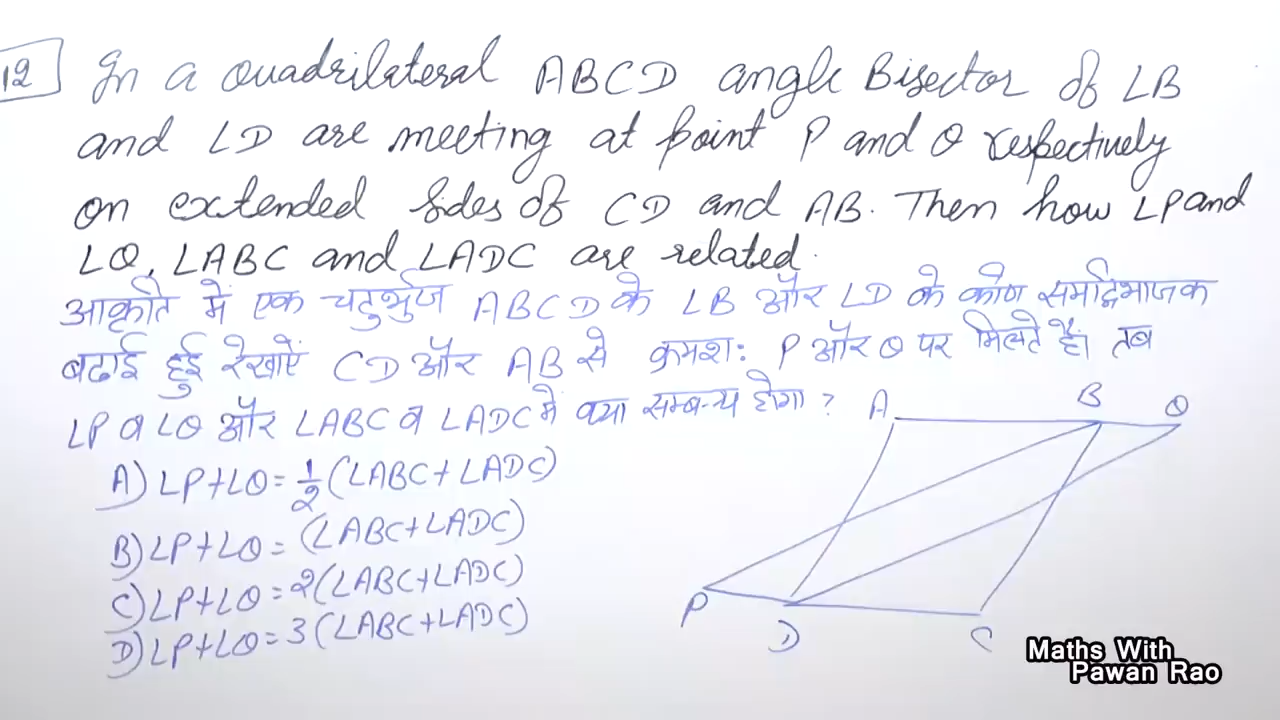 12 In a quadrilateral ABCD angle Bisector of ∠B
and ∠D are meeting at point P and Q respectively
on extended sides of CD and AB. Then how ∠P and
∠Q, ∠ABC and ∠ADC are related.
आकृति में एक चतुर्भुज ABCD के ∠B और ∠D के कोण समद्विभाजक
बढाई हुई रेखाऐं CD और AB से क्रमशः P और Q पर मिलते हैं। तब
∠P व ∠Q और ∠ABC व ∠ADC में क्या सम्बन्ध होगा ?
A) ∠P+∠Q = 1/2 (∠ABC + ∠ADC)
B) ∠P+∠Q = (∠ABC + ∠ADC)
C) ∠P+∠Q = 2(∠ABC+∠ADC)
D) ∠P+∠Q = 3(∠ABC+∠ADC)
A B Q
P D C
Maths With
Pawan Rao